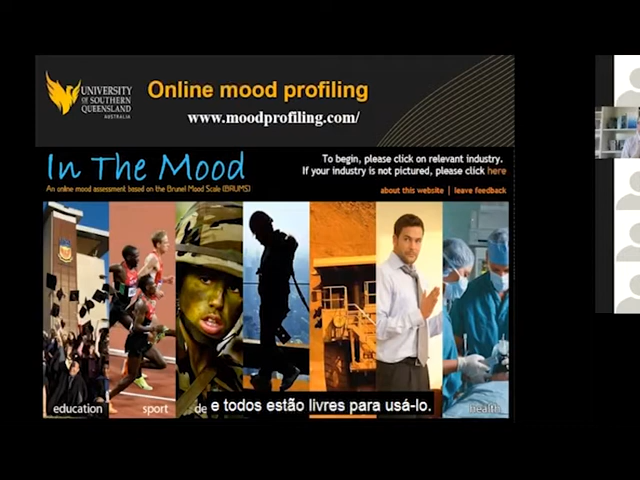 UNIVERSITY
OF SOUTHERN
QUEENSLAND
AUSTRALIA
Online mood profiling
www.moodprofiling.com/
In The Mood
An online mood assessment based on the Brunel Mood Scale (BRUMS)
To begin, please click on relevant industry.
If your industry is not pictured, please click here
about this website | leave feedback
education
sport
de
e todos estão livres para usá-lo.
health